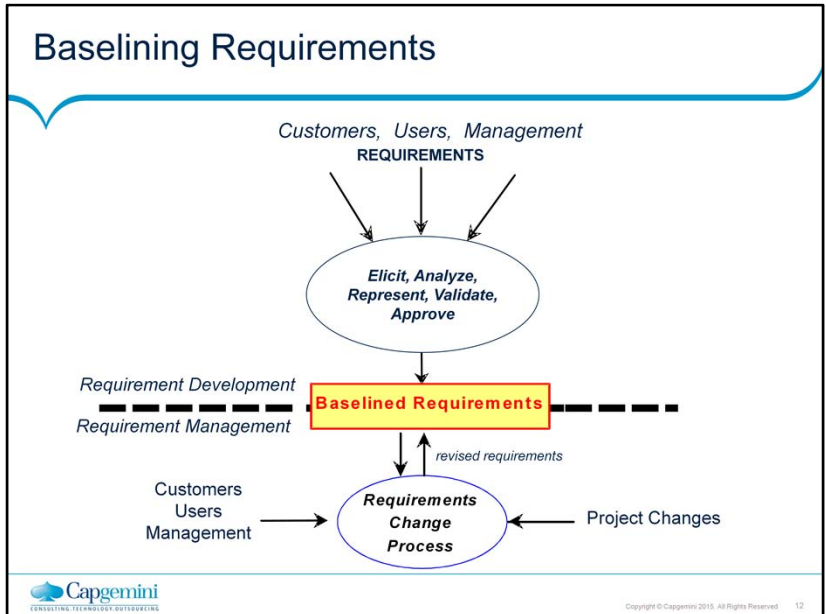 Baselining Requirements
Customers, Users, Management
REQUIREMENTS
Elicit, Analyze,
Represent, Validate,
Approve
Requirement Development
Baselined Requirements
Requirement Management
revised requirements
Customers
Users
Management
Requirements
Change
Process
Project Changes
Capgemini
CONSULTING.TECHNOLOGY.OUTSOURCING
Copyright © Capgemini 2015. All Rights Reserved 12